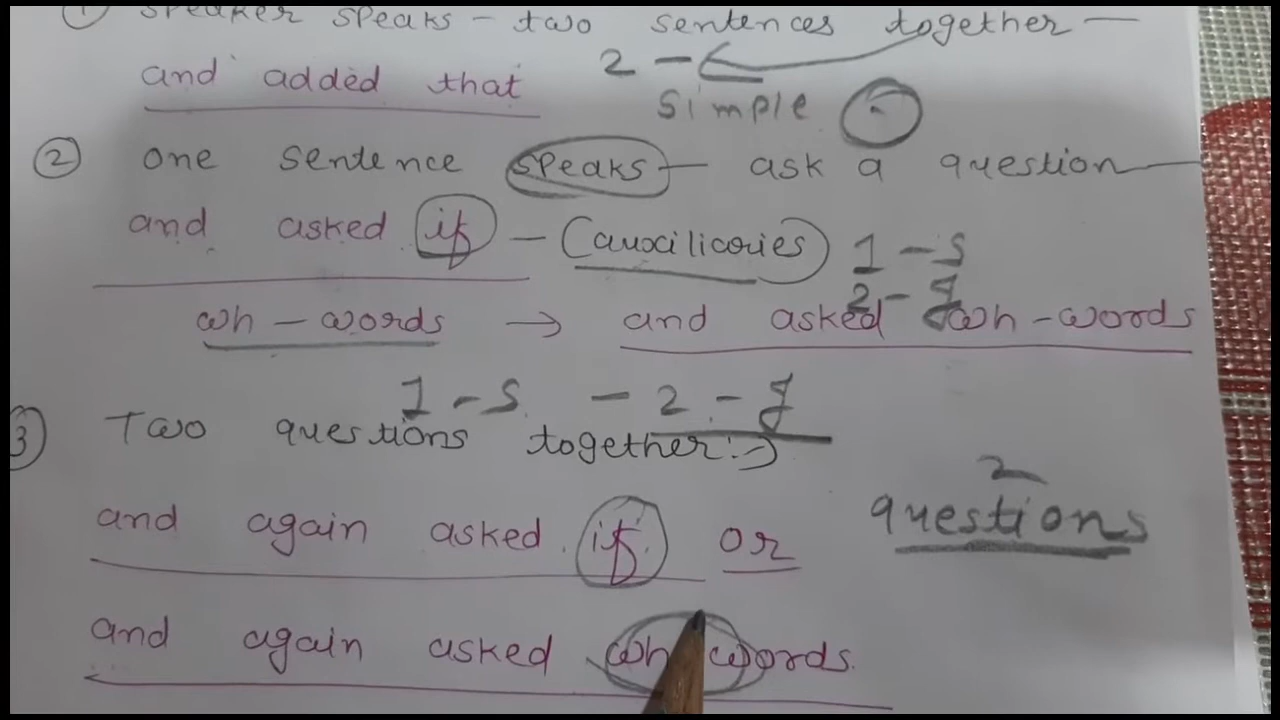 ① speaker speaks - two sentences together —
and added that 2 -
simple
② one sentence speaks — ask a question —
and asked if - (auxilicaries) 1 - S
2 - q
wh - words → and asked wh - words
1 - S. - 2 - q
③ Two questions together :->
2
questions
and again asked if. or
and again asked wh words.